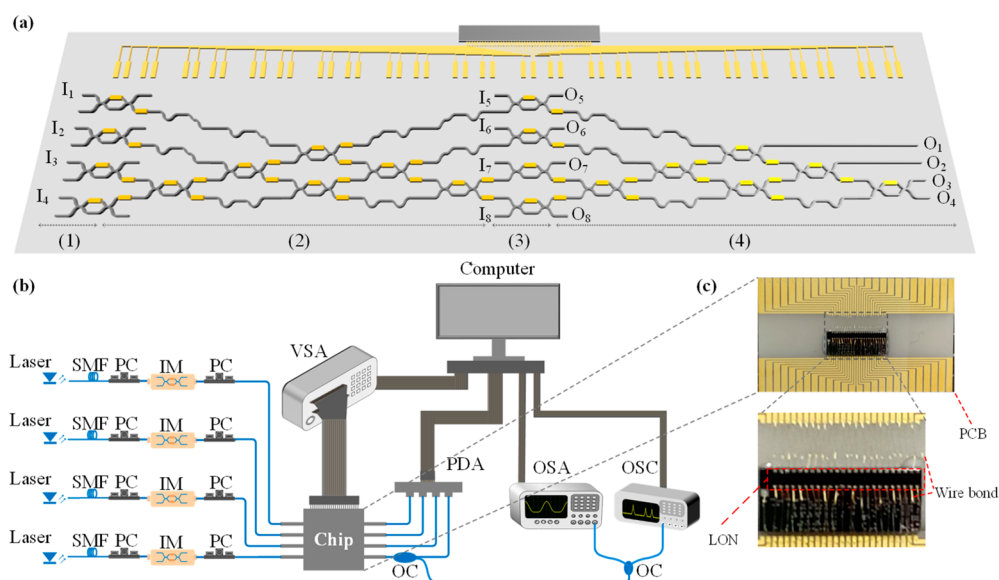 (a)
I1 I5 O5
I2 I6 O6 O1
I3 I7 O7 O2
O3
I4 I8 O8 O4
(1) (2) (3) (4)
(b) Computer (c)
Laser SMF PC IM PC VSA
Laser SMF PC IM PC
PCB
Laser SMF PC IM PC PDA OSA OSC
Wire bond
Laser SMF PC IM PC Chip LON
OC OC